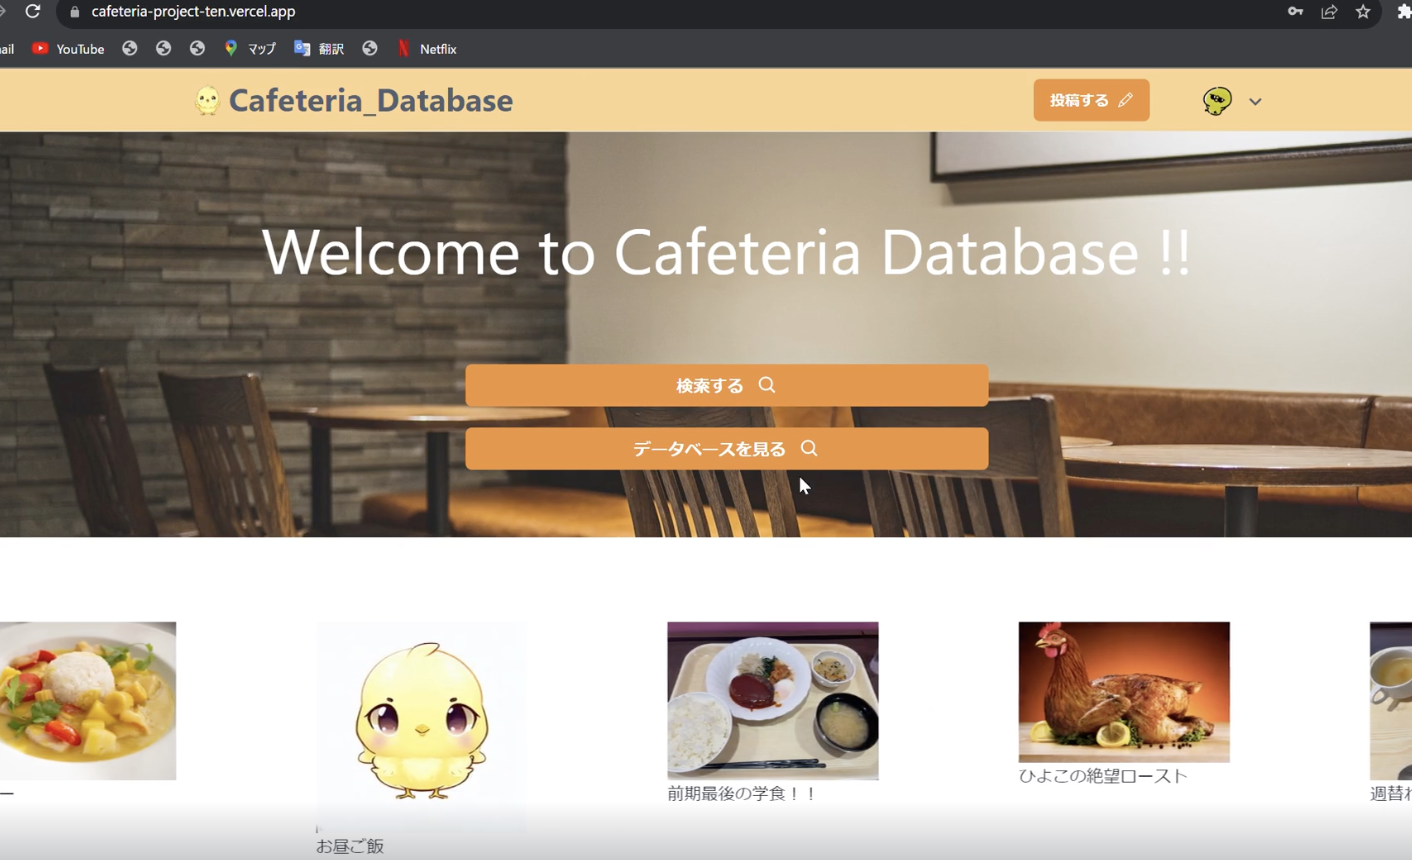 cafeteria-project-ten.vercel.app
ail YouTube マップ 翻訳 Netflix
Cafeteria_Database
投稿する
Welcome to Cafeteria Database !!
検索する
データベースを見る
ー
お昼ご飯
前期最後の学食！！
ひよこの絶望ロースト
週替わ